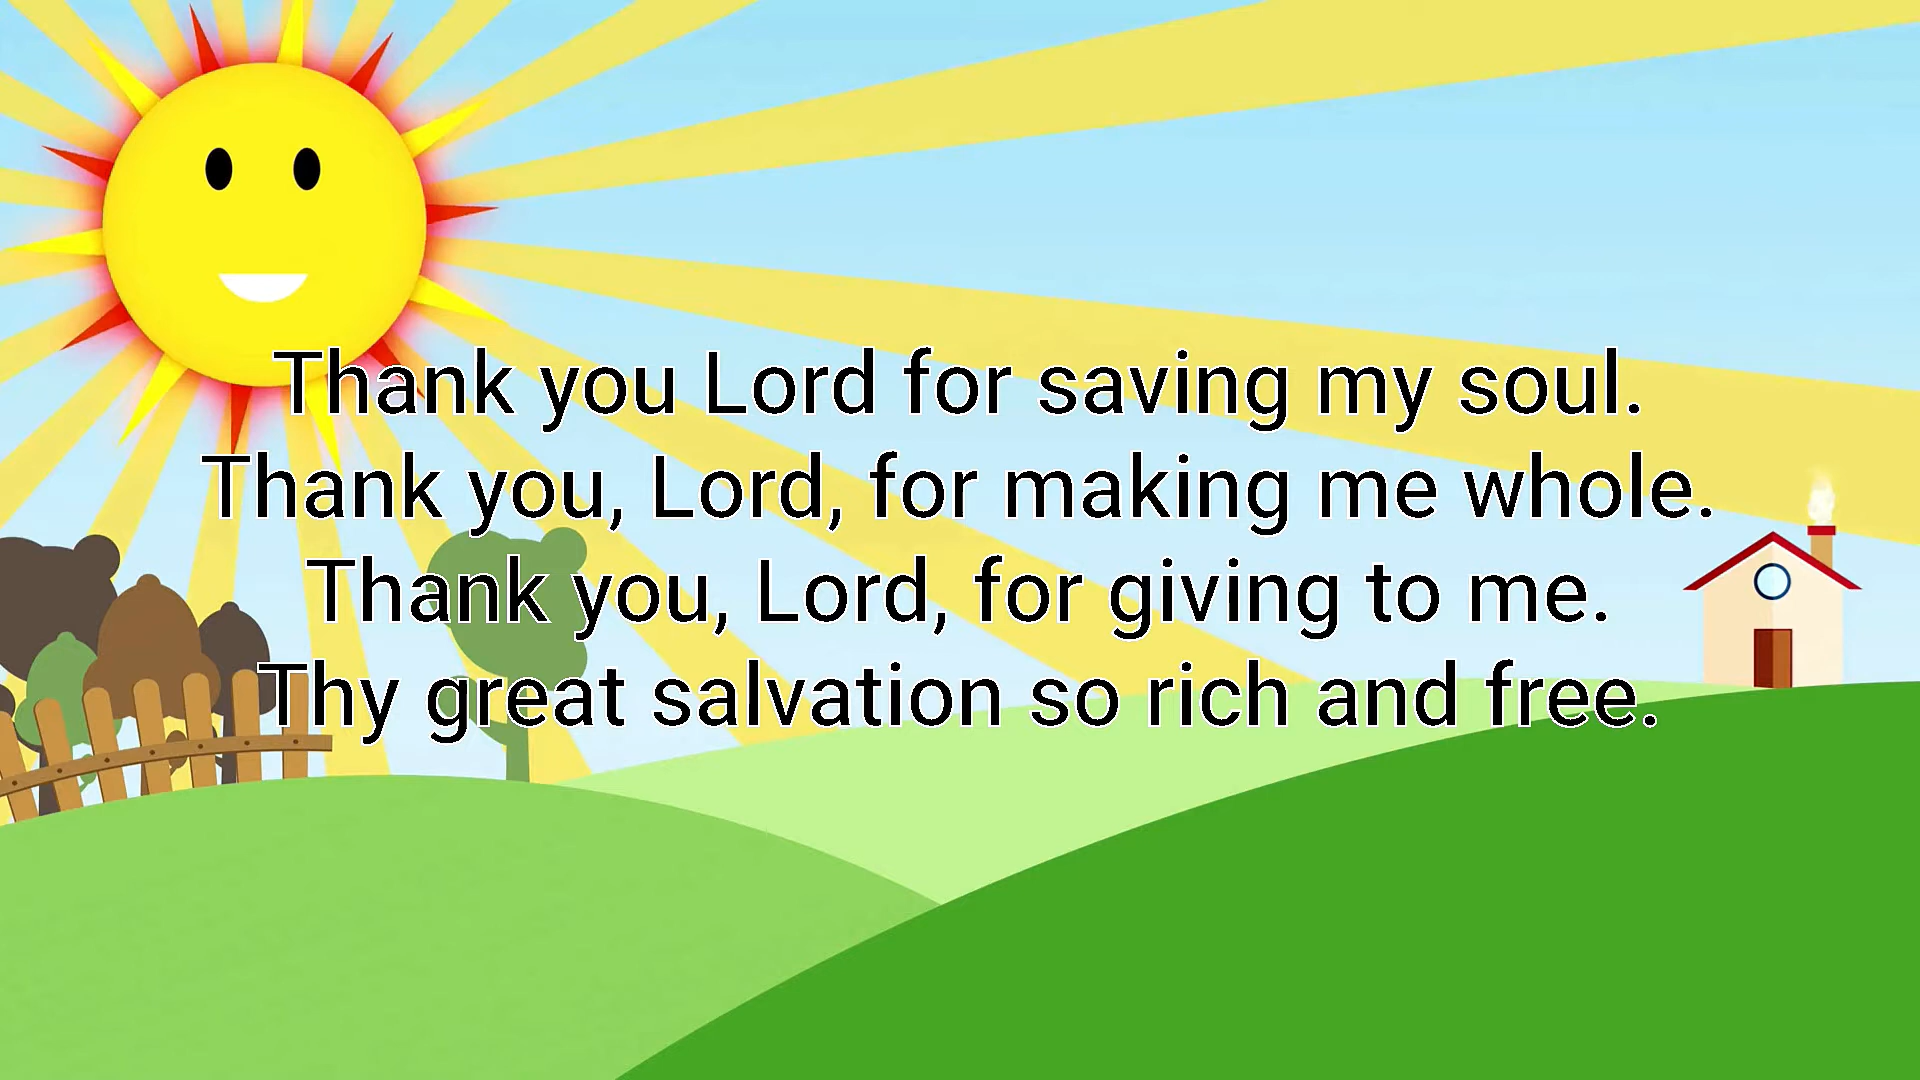 Thank you Lord for saving my soul.
Thank you, Lord, for making me whole.
Thank you, Lord, for giving to me.
Thy great salvation so rich and free.